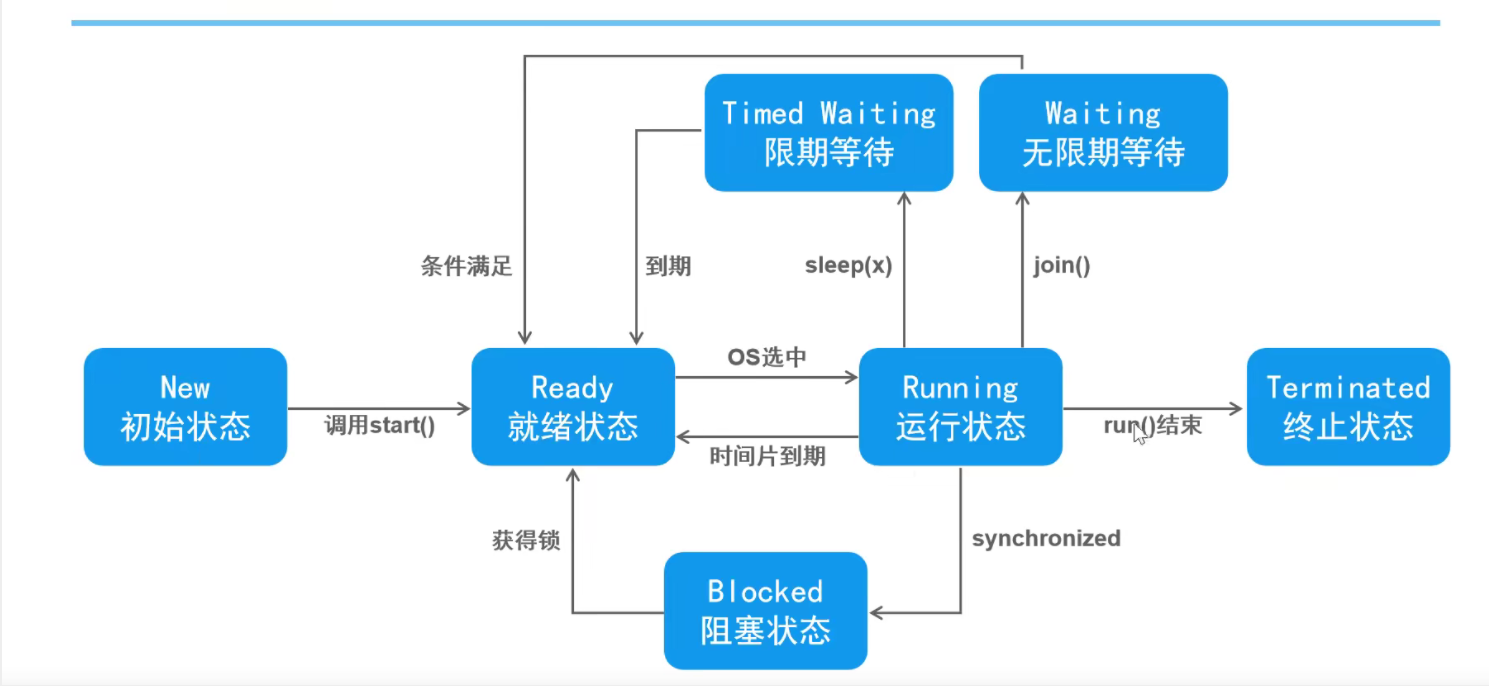 Timed Waiting
限期等待
Waiting
无限期等待
条件满足
到期
sleep(x)
join()
New
初始状态
调用start()
Ready
就绪状态
OS选中
时间片到期
Running
运行状态
run()结束
Terminated
终止状态
获得锁
synchronized
Blocked
阻塞状态